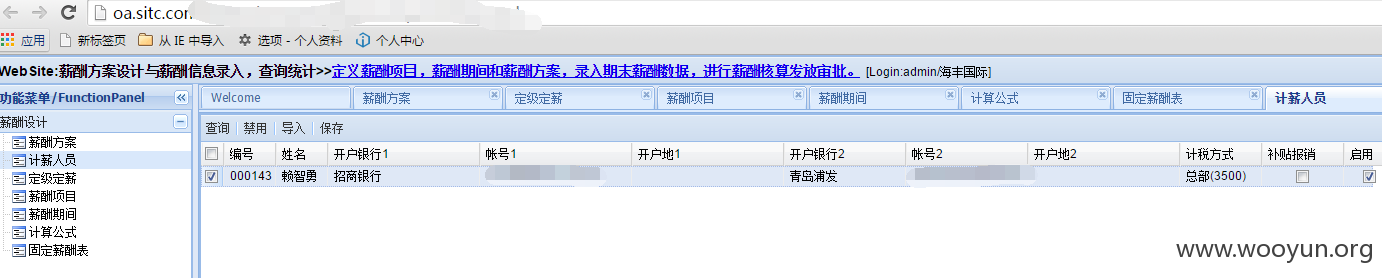 oa.sitc.com
应用 新标签页 从 IE 中导入 选项 - 个人资料 个人中心
WebSite:薪酬方案设计与薪酬信息录入，查询统计>>定义薪酬项目，薪酬期间和薪酬方案，录入期末薪酬数据，进行薪酬核算发放审批。 [Login:admin/海丰国际]
功能菜单/FunctionPanel
Welcome 薪酬方案 定级定薪 薪酬项目 薪酬期间 计算公式 固定薪酬表 计薪人员
薪酬设计
查询 禁用 导入 保存
薪酬方案
计薪人员
定级定薪
薪酬项目
薪酬期间
计算公式
固定薪酬表
编号 姓名 开户银行1 帐号1 开户地1 开户银行2 帐号2 开户地2 计税方式 补贴报销 启用
000143 赖智勇 招商银行 青岛浦发 总部(3500)
www.wooyun.org